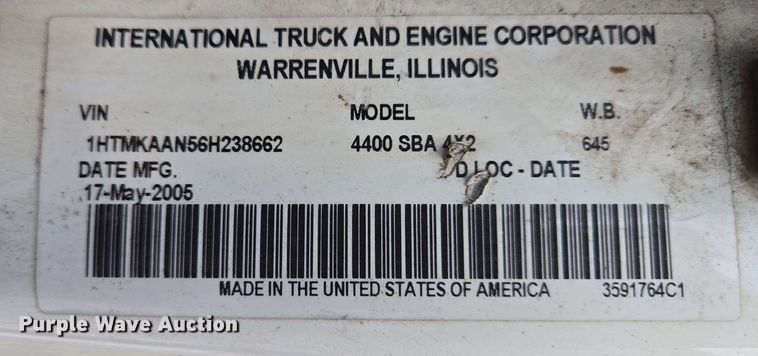 INTERNATIONAL TRUCK AND ENGINE CORPORATION
WARRENVILLE, ILLINOIS
VIN MODEL W.B.
1HTMKAAN56H238662 4400 SBA 4X2 645
DATE MFG. D LOC - DATE
17-May-2005
MADE IN THE UNITED STATES OF AMERICA 3591764C1
Purple Wave Auction